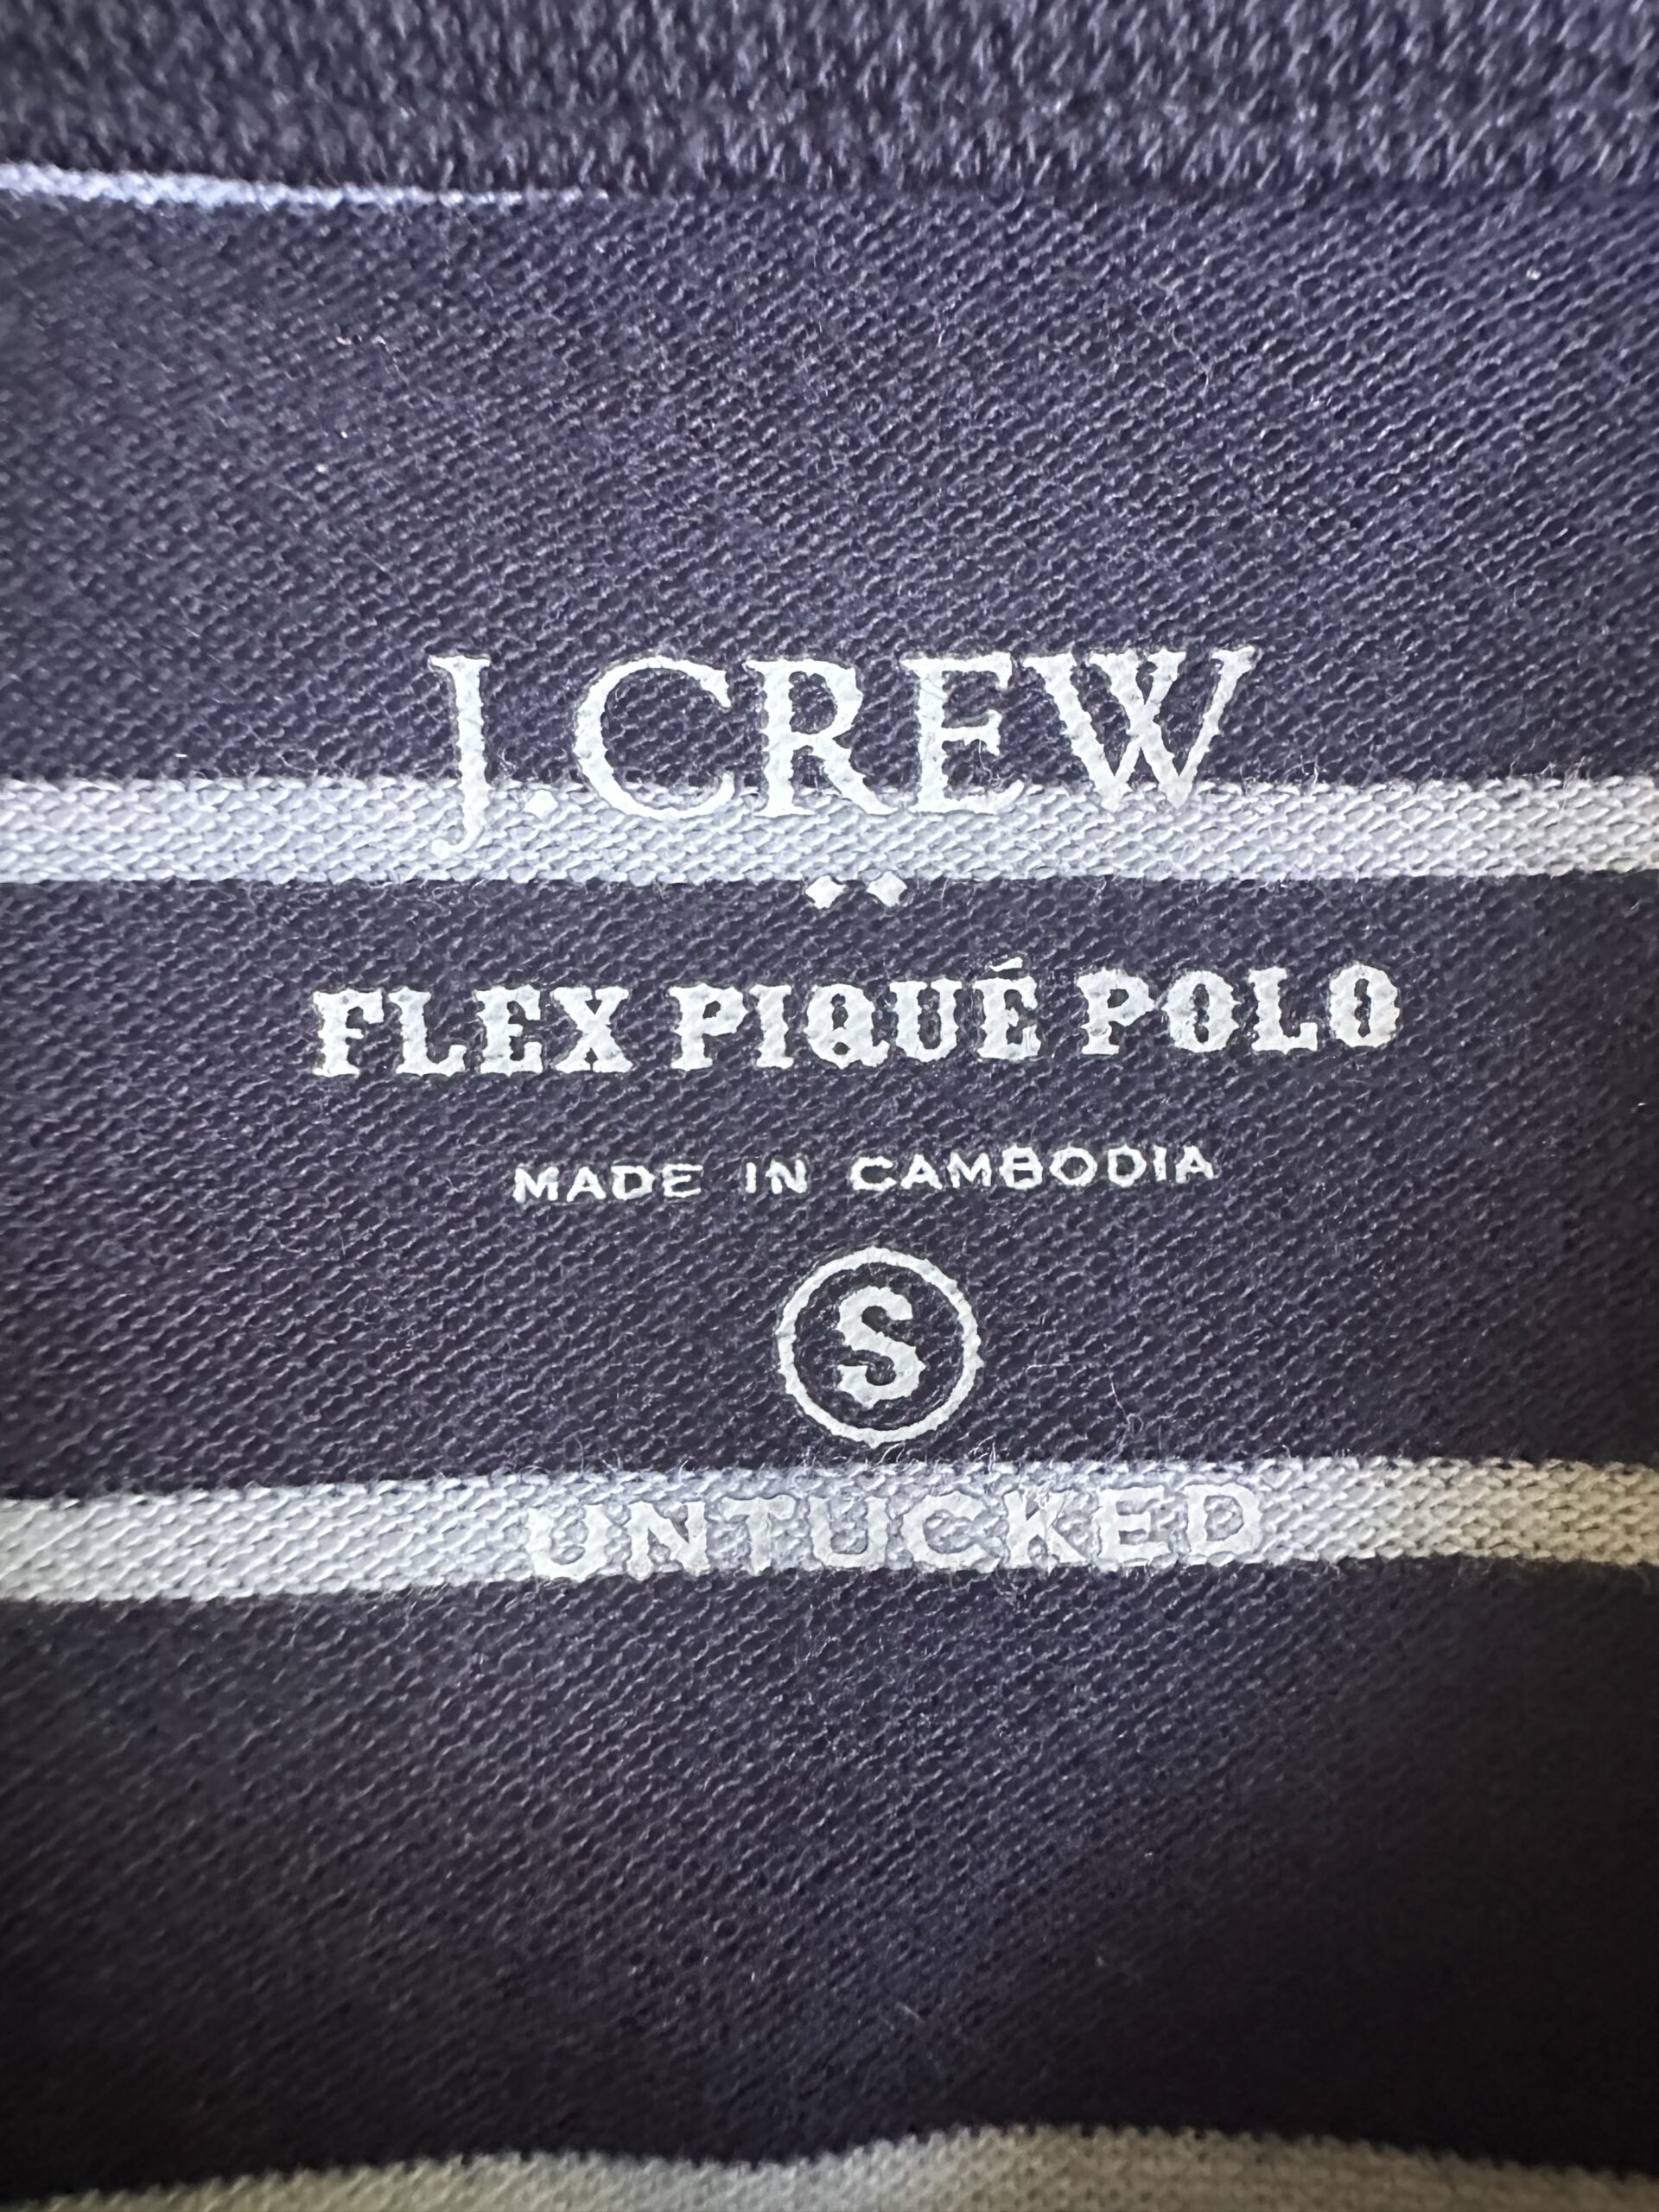 J.CREW
FLEX PIQUÉ POLO
MADE IN CAMBODIA
S
UNTUCKED